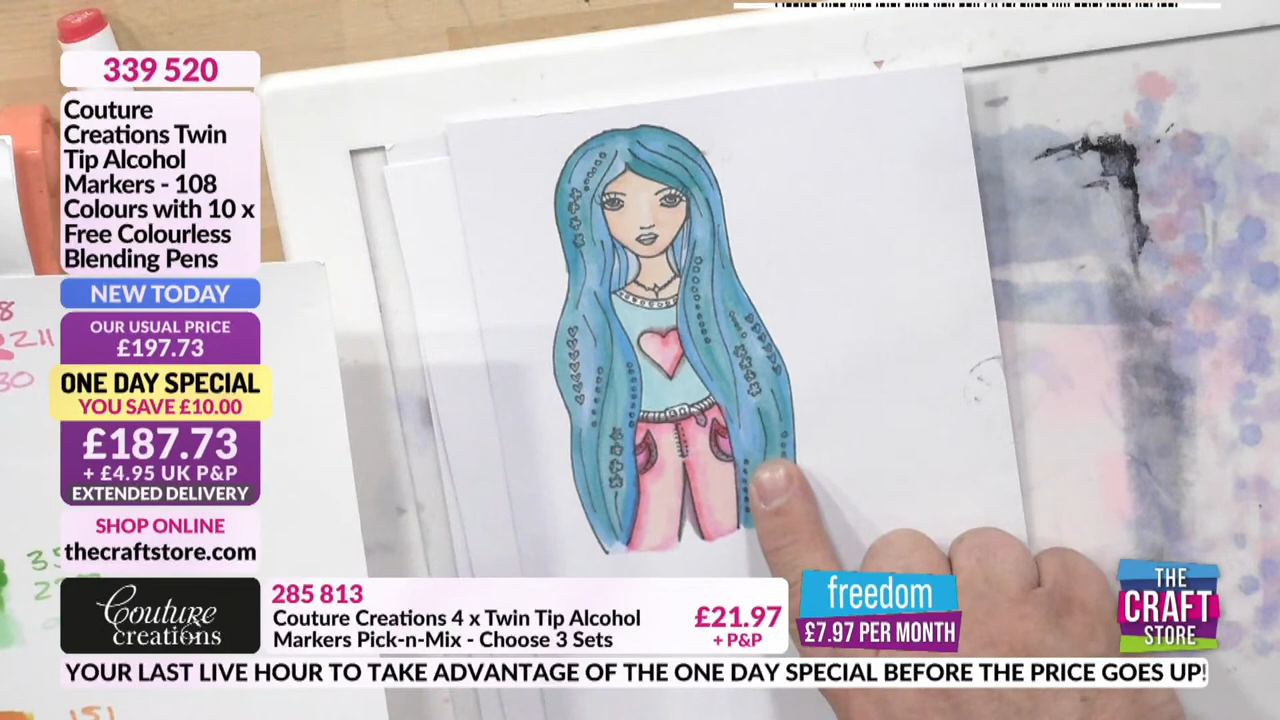 339 520
Couture
Creations Twin
Tip Alcohol
Markers - 108
Colours with 10 x
Free Colourless
Blending Pens
NEW TODAY
OUR USUAL PRICE
£197.73
ONE DAY SPECIAL
YOU SAVE £10.00
£187.73
+ £4.95 UK P&P
EXTENDED DELIVERY
SHOP ONLINE
thecraftstore.com
Couture
creations
285 813
Couture Creations 4 x Twin Tip Alcohol
Markers Pick-n-Mix - Choose 3 Sets
£21.97
+ P&P
freedom
£7.97 PER MONTH
THE
CRAFT
STORE
YOUR LAST LIVE HOUR TO TAKE ADVANTAGE OF THE ONE DAY SPECIAL BEFORE THE PRICE GOES UP!
8
211
30
151